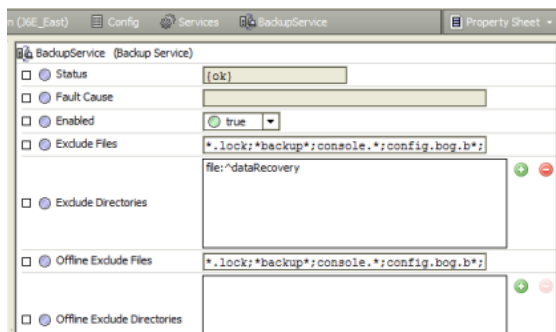 n (J6E_East) Config Services BackupService Property Sheet
BackupService (Backup Service)
Status {ok}
Fault Cause
Enabled true
Exclude Files *.lock;*backup*;console.*;config.bog.b*;
file:^dataRecovery
Exclude Directories
Offline Exclude Files *.lock;*backup*;console.*;config.bog.b*;
Offline Exclude Directories